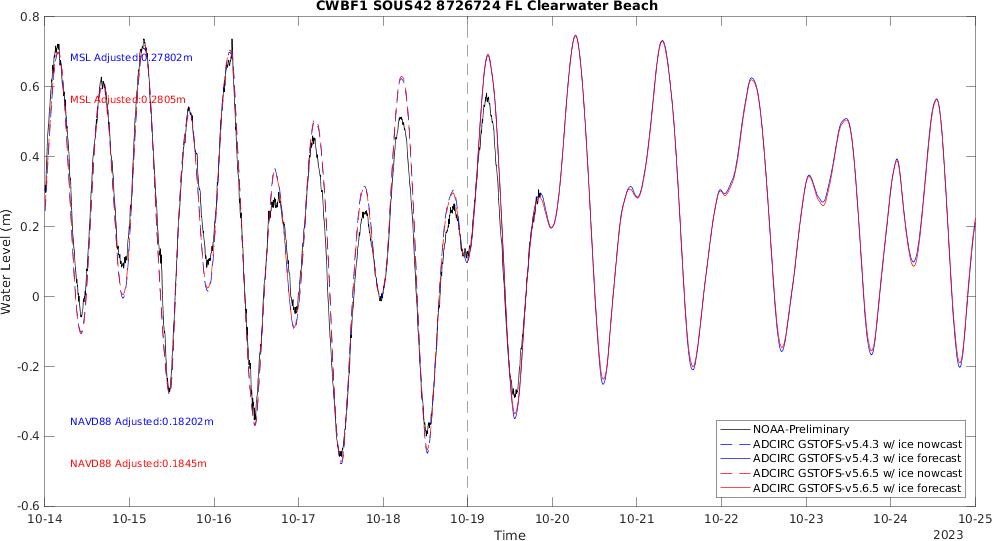 CWBF1 SOUS42 8726724 FL Clearwater Beach
0.8
0.6
0.4
0.2
0
-0.2
-0.4
-0.6
Water Level (m)
MSL Adjusted:0.27802m
MSL Adjusted:0.2805m
NAVD88 Adjusted:0.18202m
NAVD88 Adjusted:0.1845m
NOAA-Preliminary
ADCIRC GSTOFS-v5.4.3 w/ ice nowcast
ADCIRC GSTOFS-v5.4.3 w/ ice forecast
ADCIRC GSTOFS-v5.6.5 w/ ice nowcast
ADCIRC GSTOFS-v5.6.5 w/ ice forecast
10-14 10-15 10-16 10-17 10-18 10-19 10-20 10-21 10-22 10-23 10-24 10-25
Time
2023